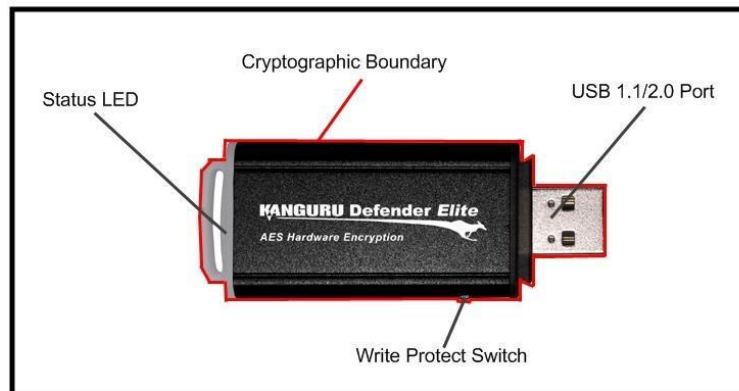 Cryptographic Boundary
Status LED
USB 1.1/2.0 Port
KANGURU Defender Elite
AES Hardware Encryption
Write Protect Switch